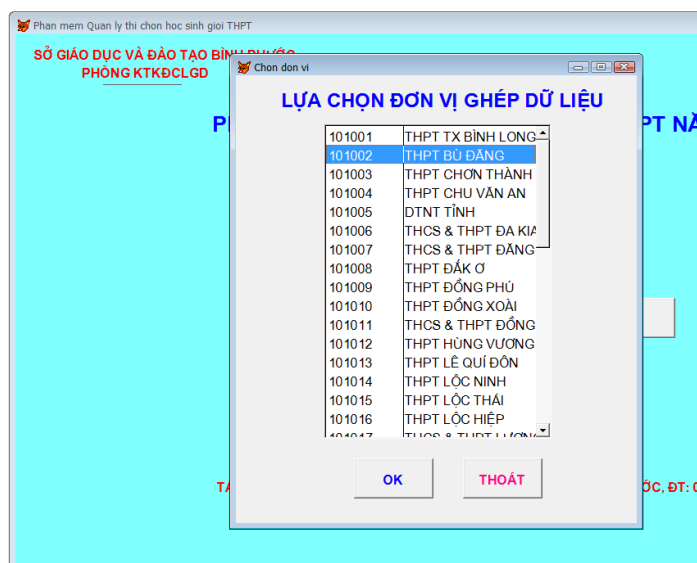 Phan mem Quan ly thi chon hoc sinh gioi THPT
SỞ GIÁO DỤC VÀ ĐÀO TẠO BÌNH PHƯỚC
PHÒNG KTKĐCLGD
Chon don vi
LỰA CHỌN ĐƠN VỊ GHÉP DỮ LIỆU
101001 THPT TX BÌNH LONG
101002 THPT BÙ ĐĂNG
101003 THPT CHƠN THÀNH
101004 THPT CHU VĂN AN
101005 DTNT TỈNH
101006 THCS & THPT ĐA KIA
101007 THCS & THPT ĐĂNG
101008 THPT ĐẮK Ơ
101009 THPT ĐỒNG PHÚ
101010 THPT ĐỒNG XOÀI
101011 THCS & THPT ĐỒNG
101012 THPT HÙNG VƯƠNG
101013 THPT LÊ QUÍ ĐÔN
101014 THPT LỘC NINH
101015 THPT LỘC THÁI
101016 THPT LỘC HIỆP
101017 THCS & THPT
OK THOÁT
ĐT: